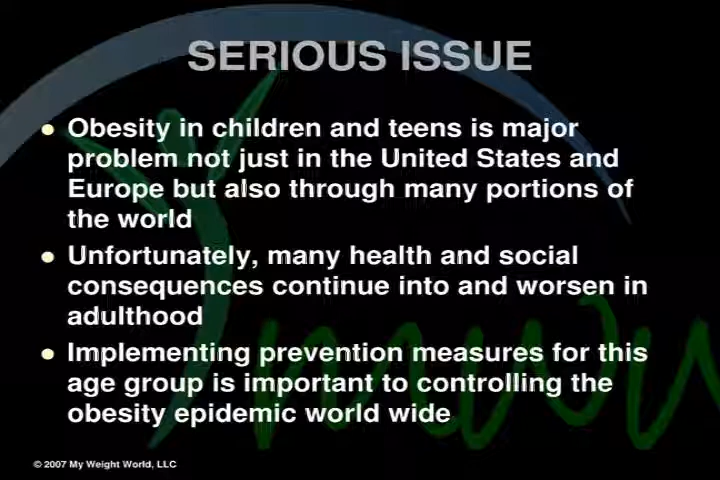 SERIOUS ISSUE
● Obesity in children and teens is major
problem not just in the United States and
Europe but also through many portions of
the world
● Unfortunately, many health and social
consequences continue into and worsen in
adulthood
● Implementing prevention measures for this
age group is important to controlling the
obesity epidemic world wide
mwu
© 2007 My Weight World, LLC